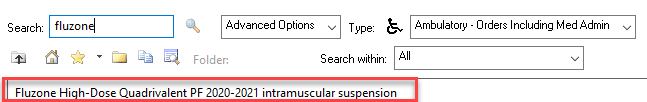 Search: fluzone Advanced Options Type: Ambulatory - Orders Including Med Admin
Folder: Search within: All
Fluzone High-Dose Quadrivalent PF 2020-2021 intramuscular suspension